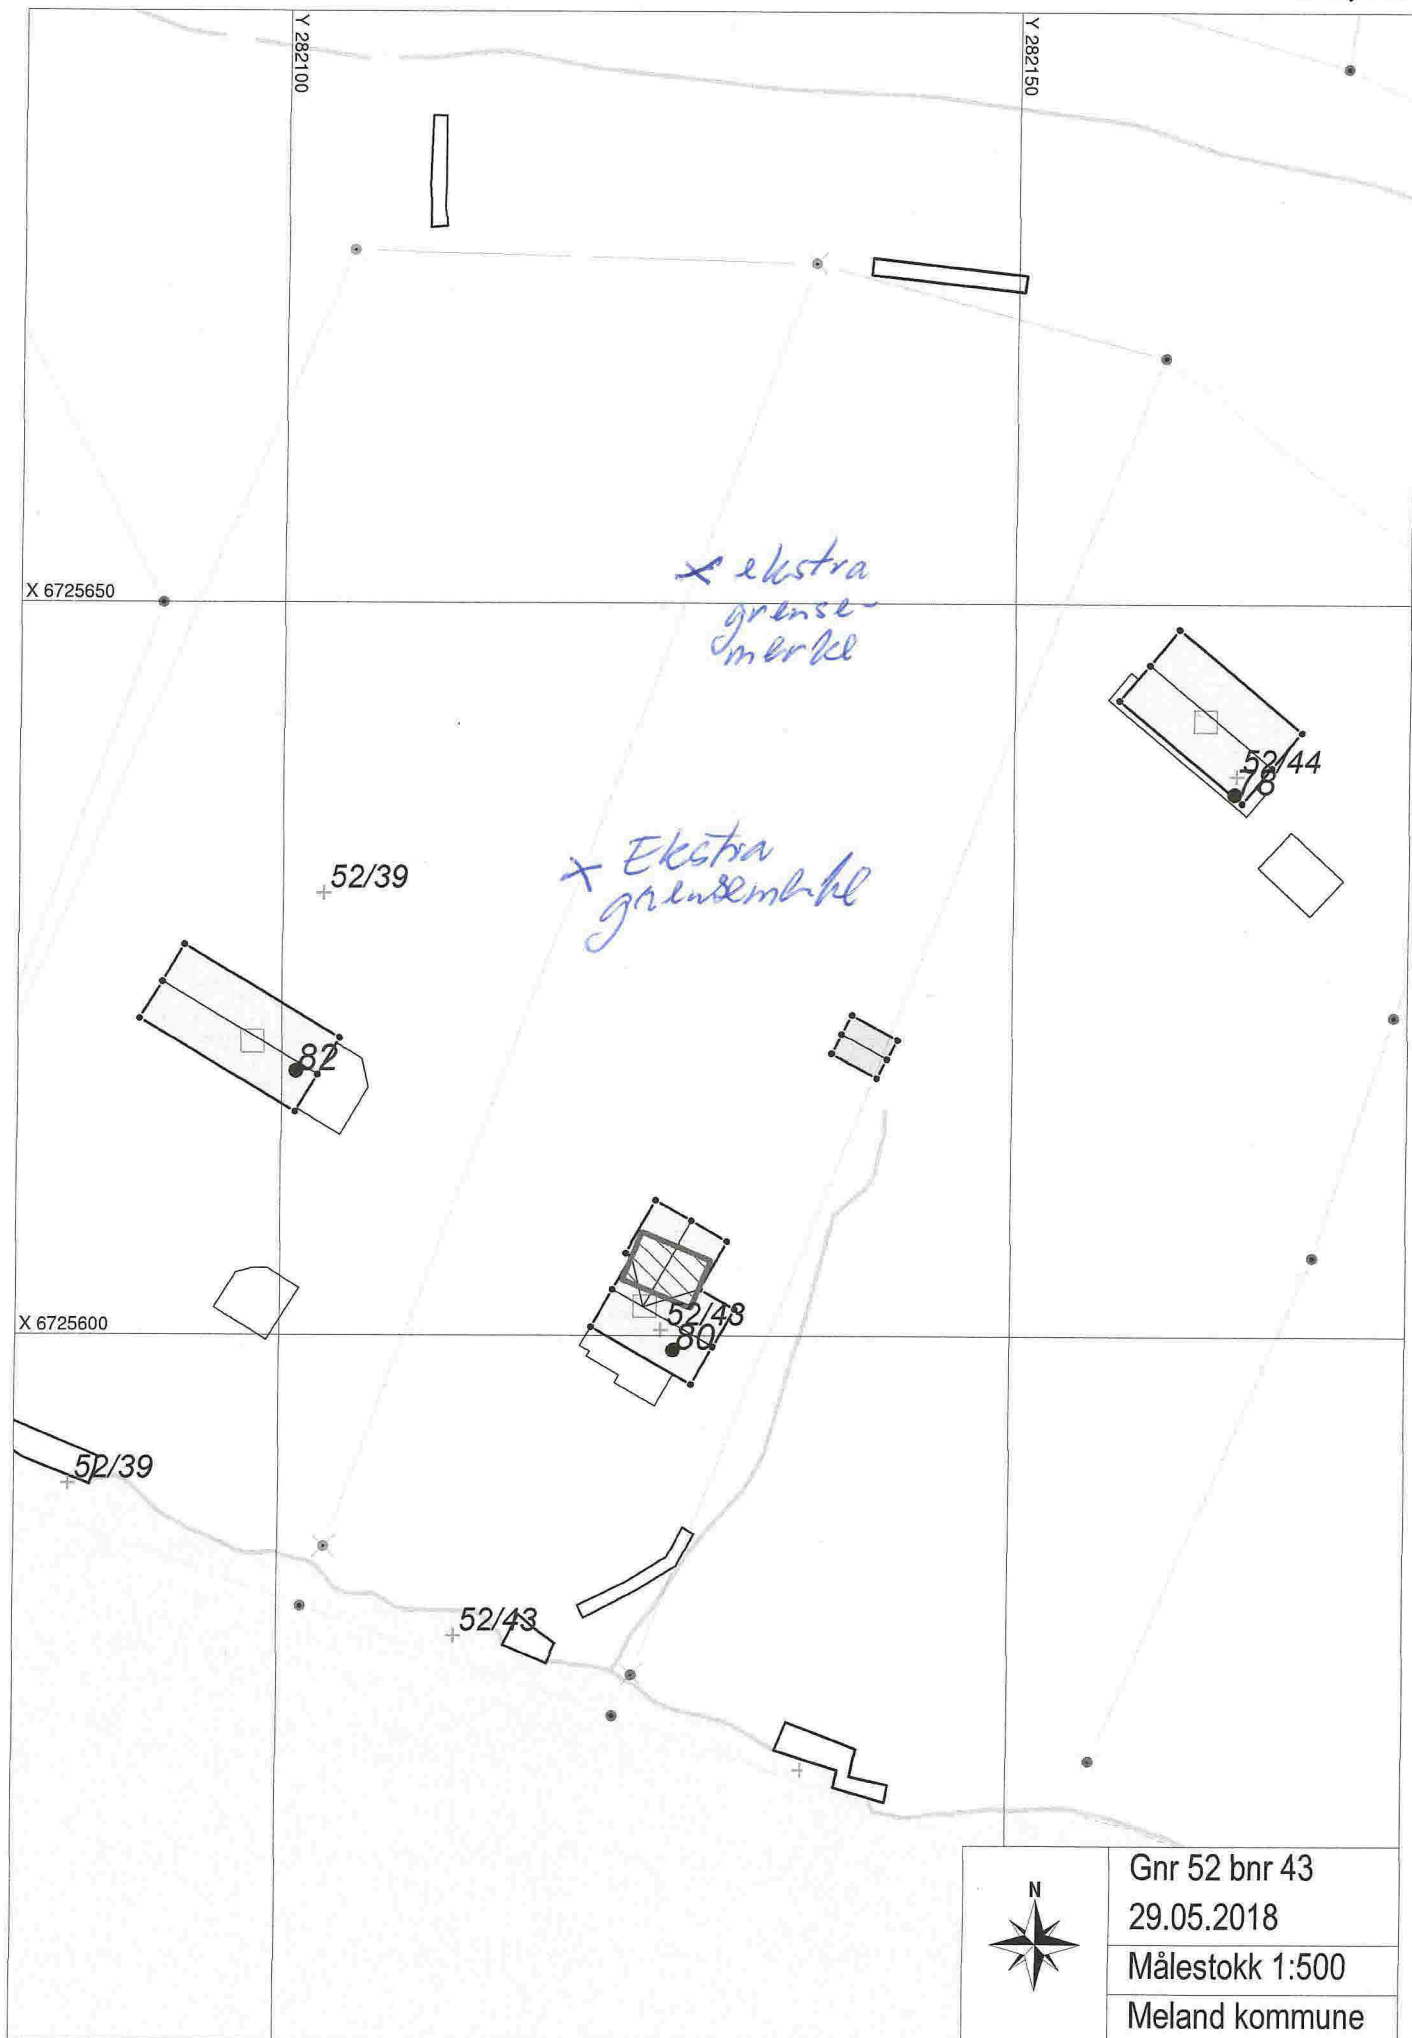 Y 282100
Y 282150
X 6725650
ekstra
grense-
merke
52/44
78
Ekstra
grensemerke
52/39
82
52/43
80
X 6725600
52/39
52/43
N
Gnr 52 bnr 43
29.05.2018
Målestokk 1:500
Meland kommune